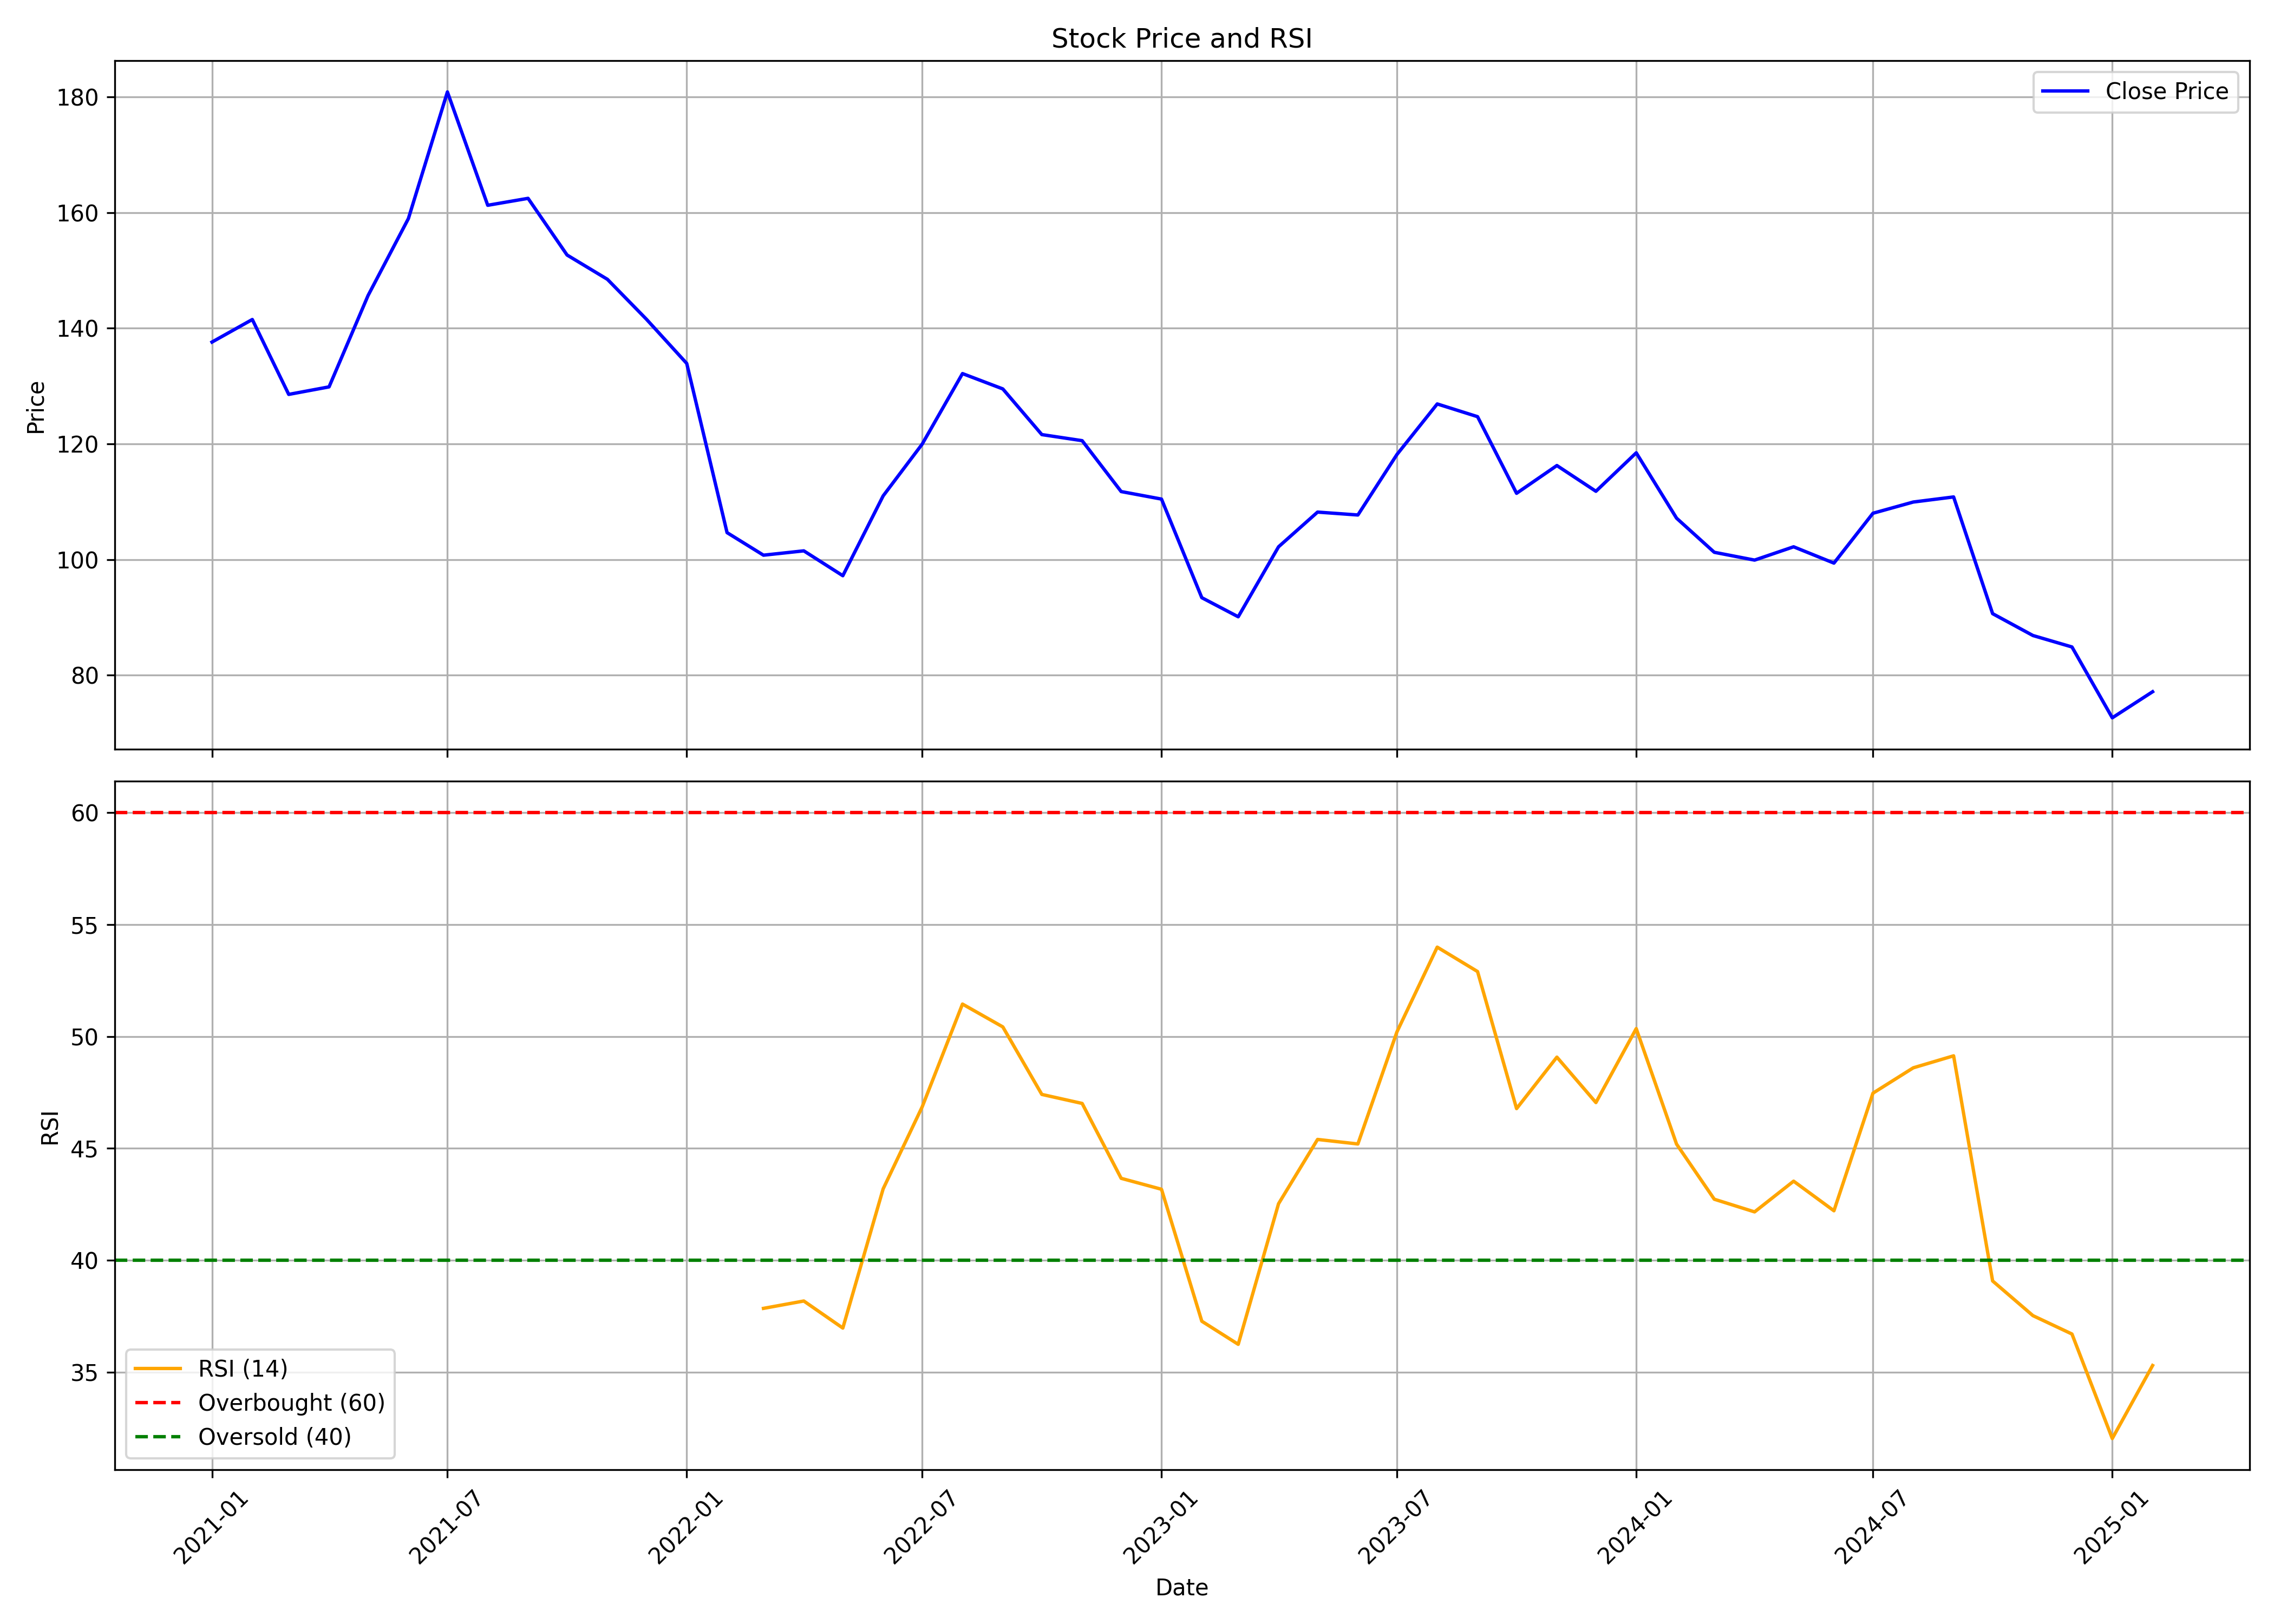 Stock Price and RSI
Close Price
180
160
140
120
100
80
Price
60
55
50
45
40
35
RSI
RSI (14)
Overbought (60)
Oversold (40)
2021-01
2021-07
2022-01
2022-07
2023-01
2023-07
2024-01
2024-07
2025-01
Date